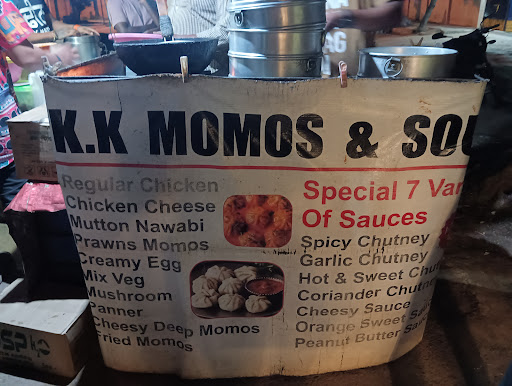 K.K MOMOS & SOU
Regular Chicken
Chicken Cheese
Mutton Nawabi
Prawns Momos
Creamy Egg
Mix Veg
Mushroom
Panner
Cheesy Deep Momos
Fried Momos
Special 7 Var
Of Sauces
Spicy Chutney
Garlic Chutney
Hot & Sweet Chu
Coriander Chutne
Cheesy Sauce
Orange Sweet Sa
Peanut Butter Sau